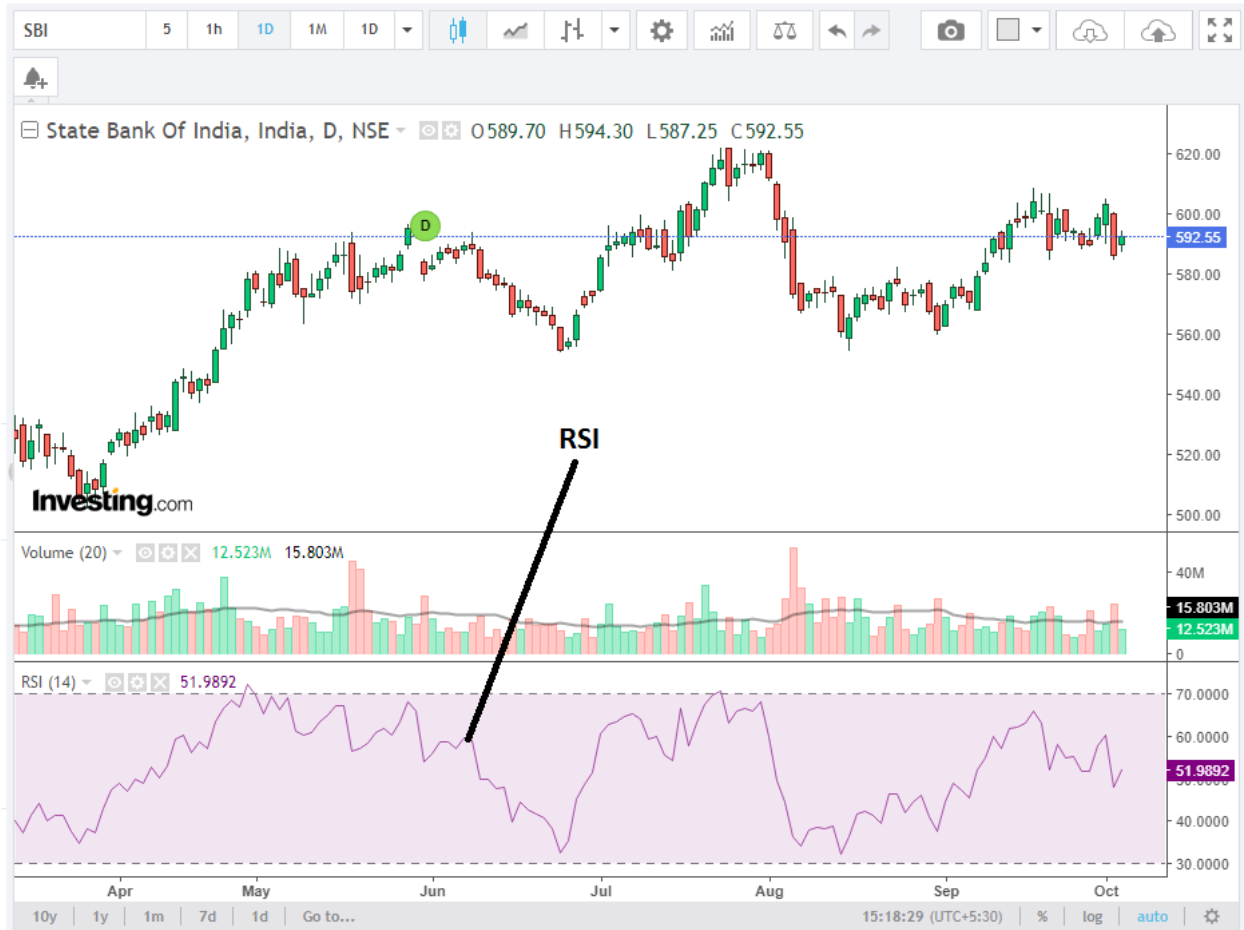 SBI 5 1h 1D 1M 1D
State Bank Of India, India, D, NSE O589.70 H594.30 L587.25 C592.55
D
620.00
600.00
592.55
580.00
560.00
540.00
520.00
500.00
RSI
Investing.com
Volume (20) 12.523M 15.803M
40M
15.803M
12.523M
0
RSI (14) 51.9892
70.0000
60.0000
51.9892
40.0000
30.0000
Apr May Jun Jul Aug Sep Oct
10y 1y 1m 7d 1d Go to... 15:18:29 (UTC+5:30) % log auto